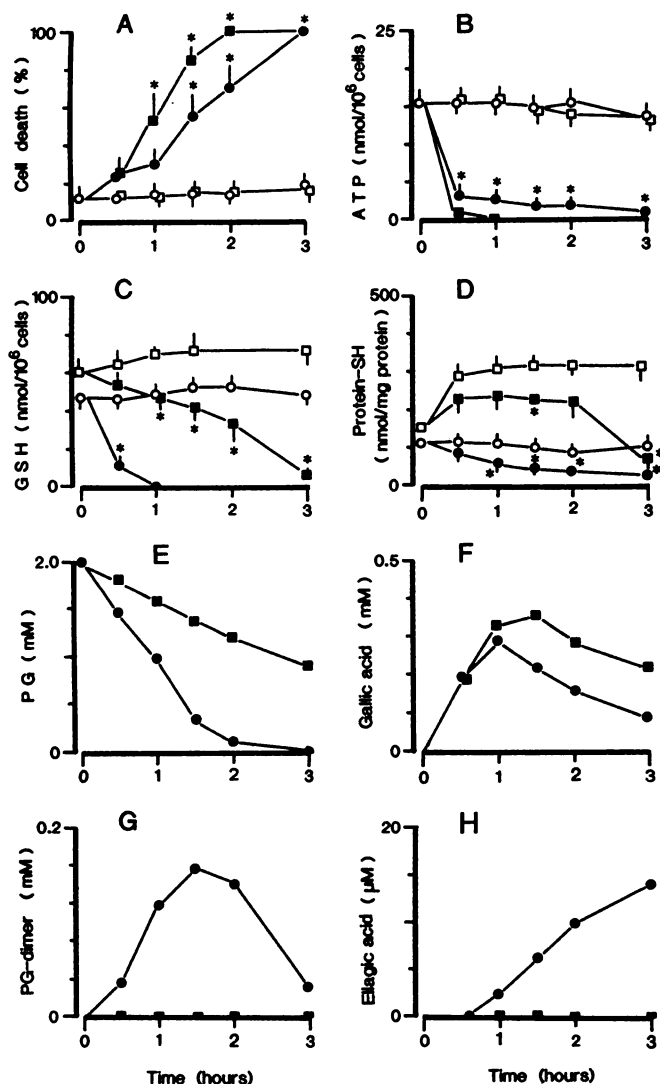 A
B
100
Cell death (%)
0
0 1 2 3
25
ATP (nmol/10⁶ cells)
0
0 1 2 3
C
D
100
GSH (nmol/10⁶ cells)
0
0 1 2 3
500
Protein-SH
(nmol/mg protein)
0
0 1 2 3
E
F
2.0
PG (mM)
0
0 1 2 3
0.5
Gallic acid (mM)
0
0 1 2 3
G
H
0.2
PG-dimer (mM)
0
0 1 2 3
Time (hours)
20
Ellagic acid (μM)
10
0
0 1 2 3
Time (hours)